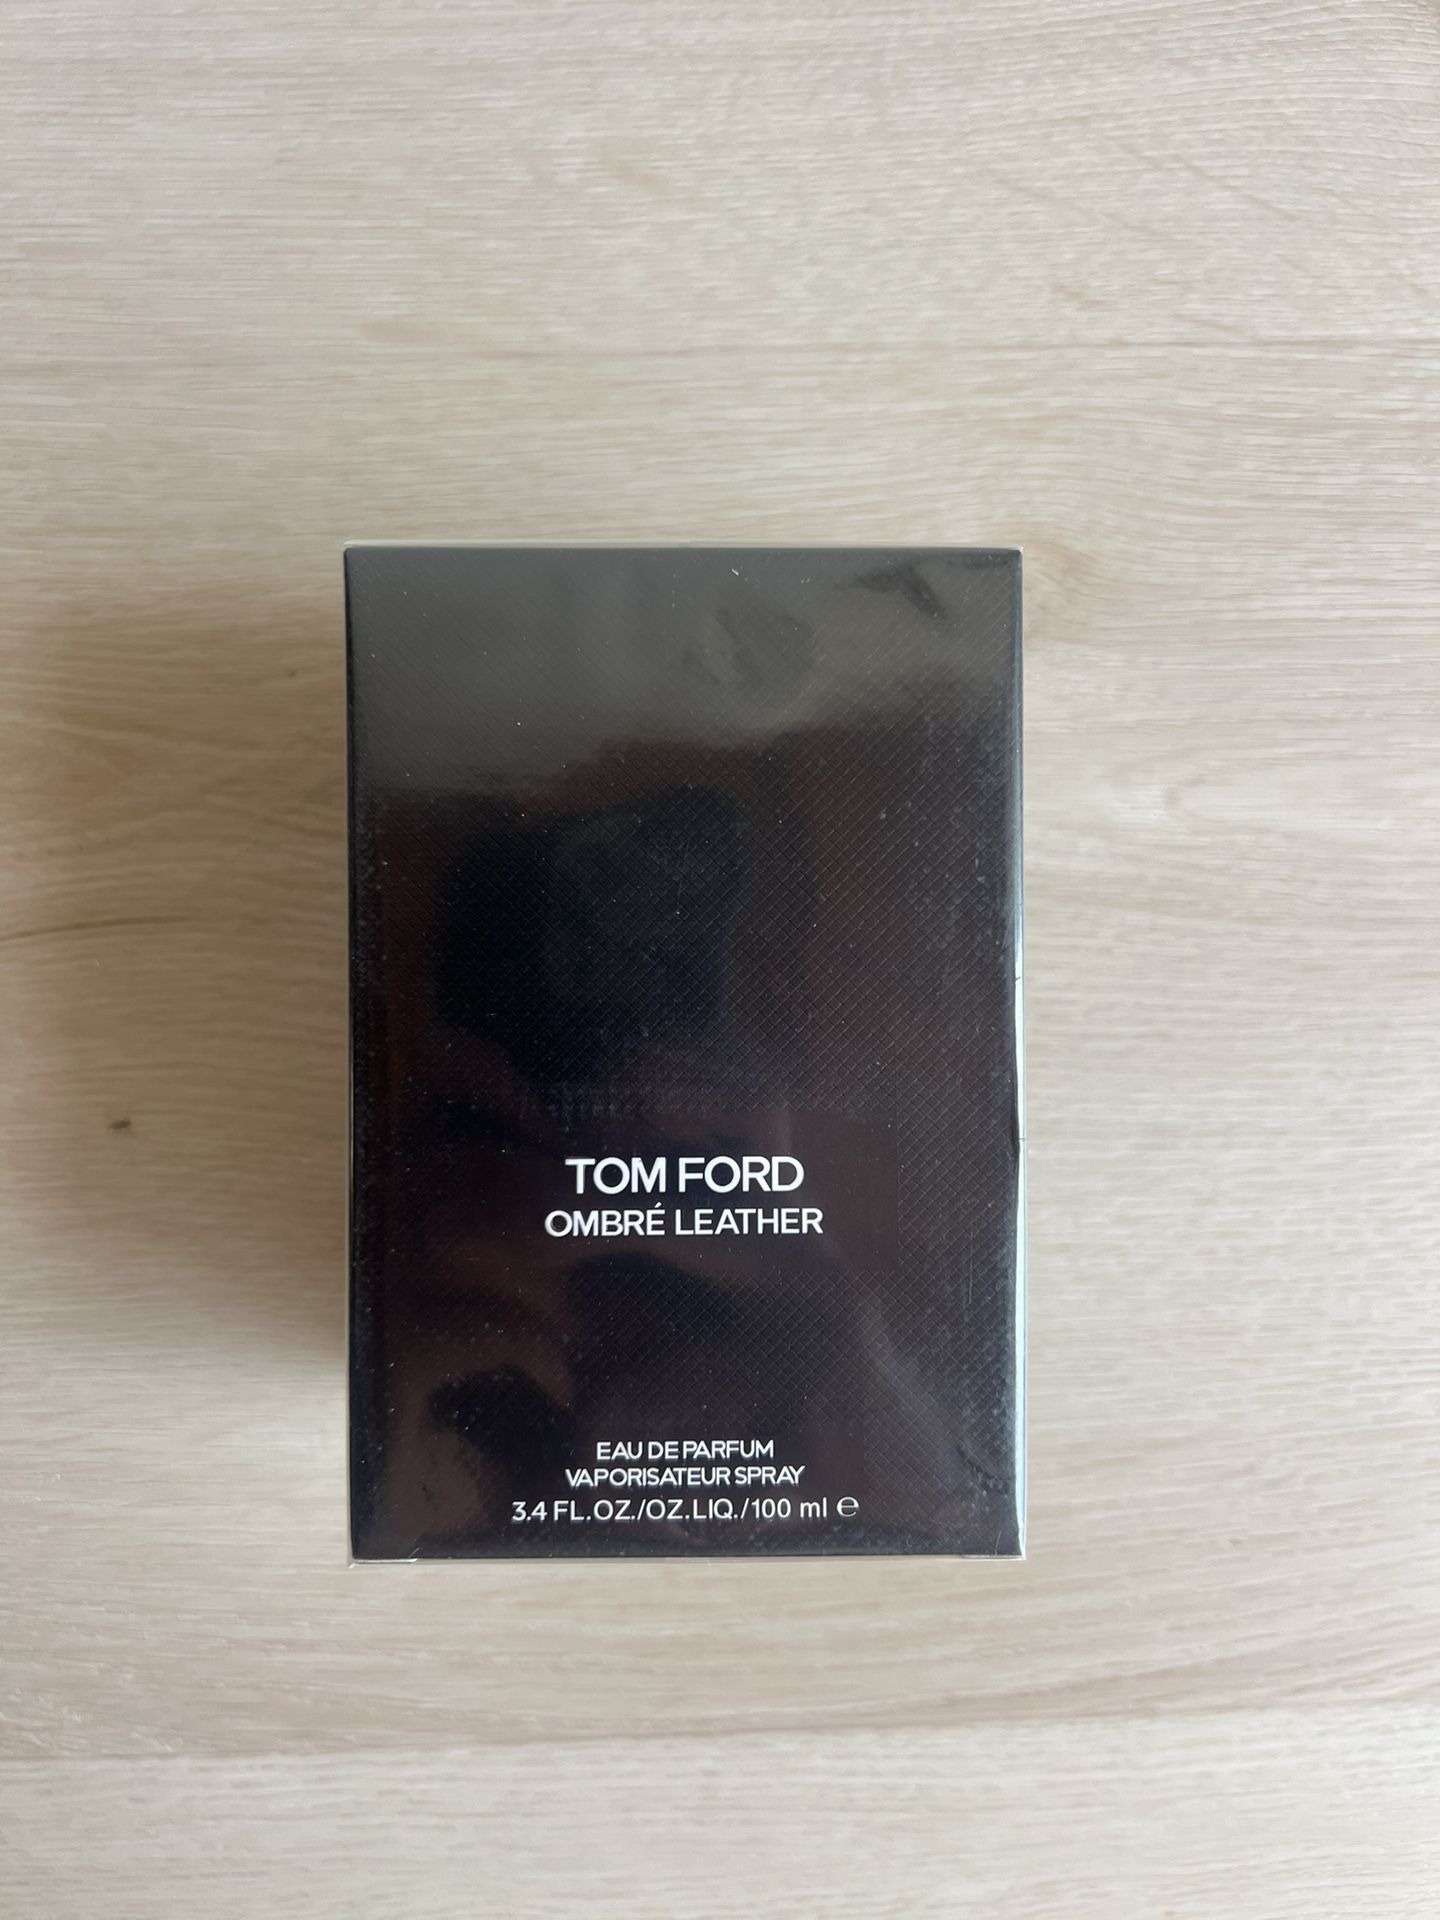 TOM FORD
OMBRÉ LEATHER
EAU DE PARFUM
VAPORISATEUR SPRAY
3.4 FL.OZ./OZ.LIQ./100 ml ℮